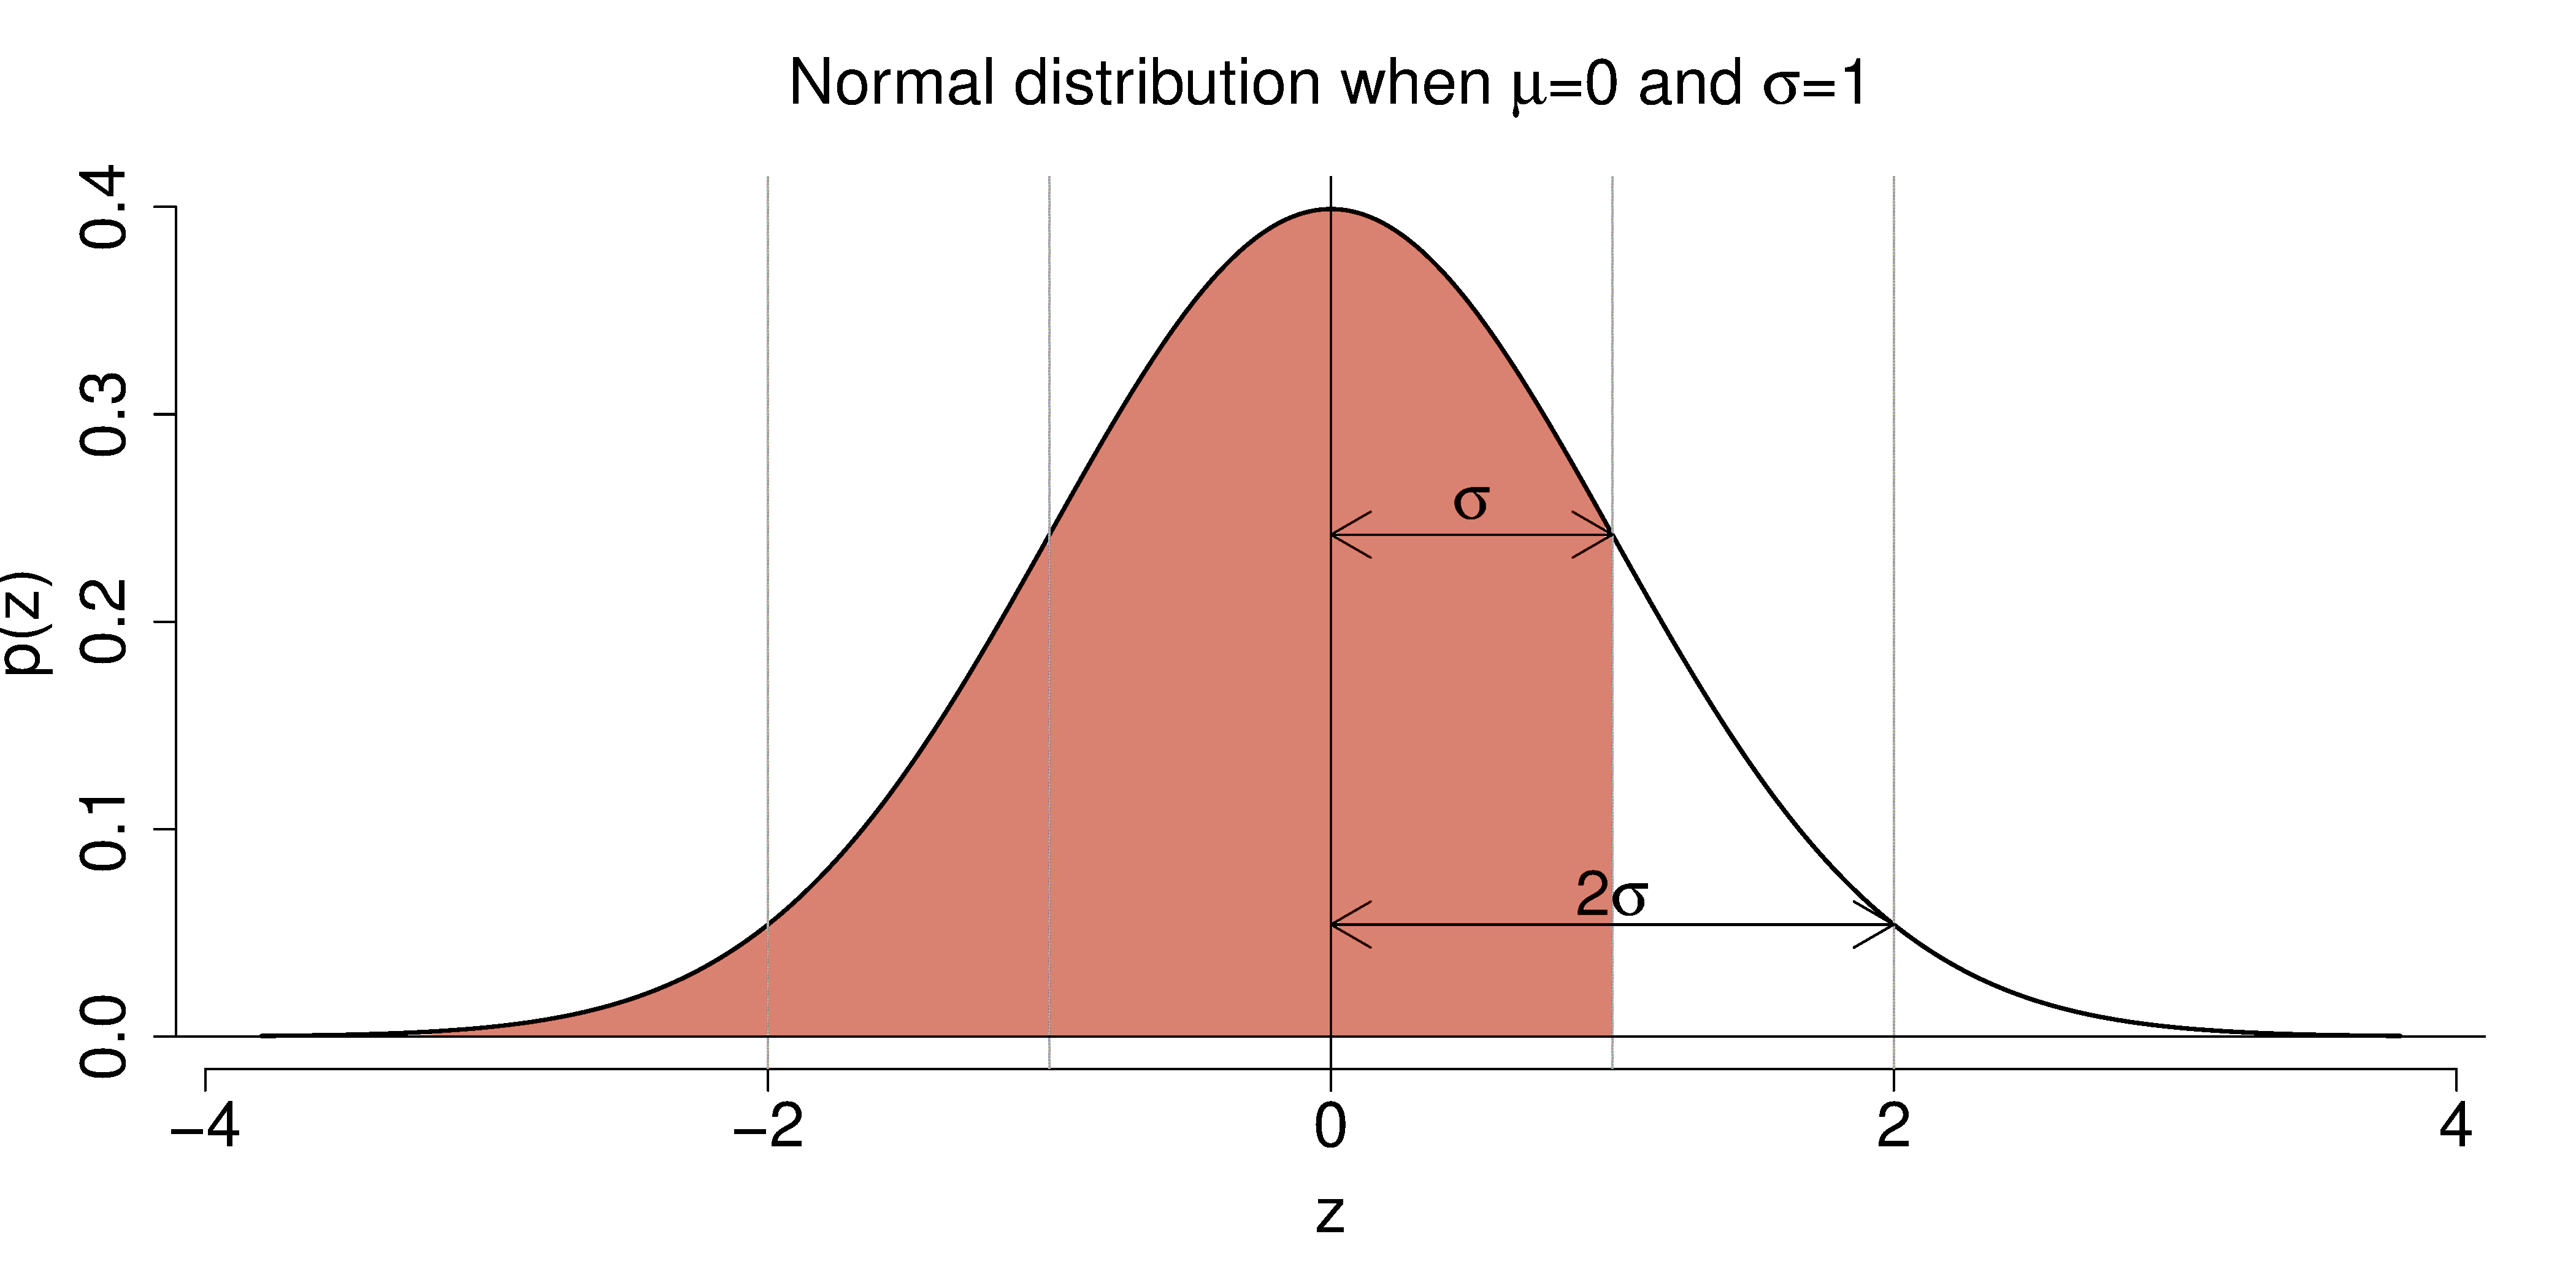 Normal distribution when μ=0 and σ=1
p(z)
0.4
0.3
0.2
0.1
0.0
σ
2σ
−4 −2 0 2 4
z